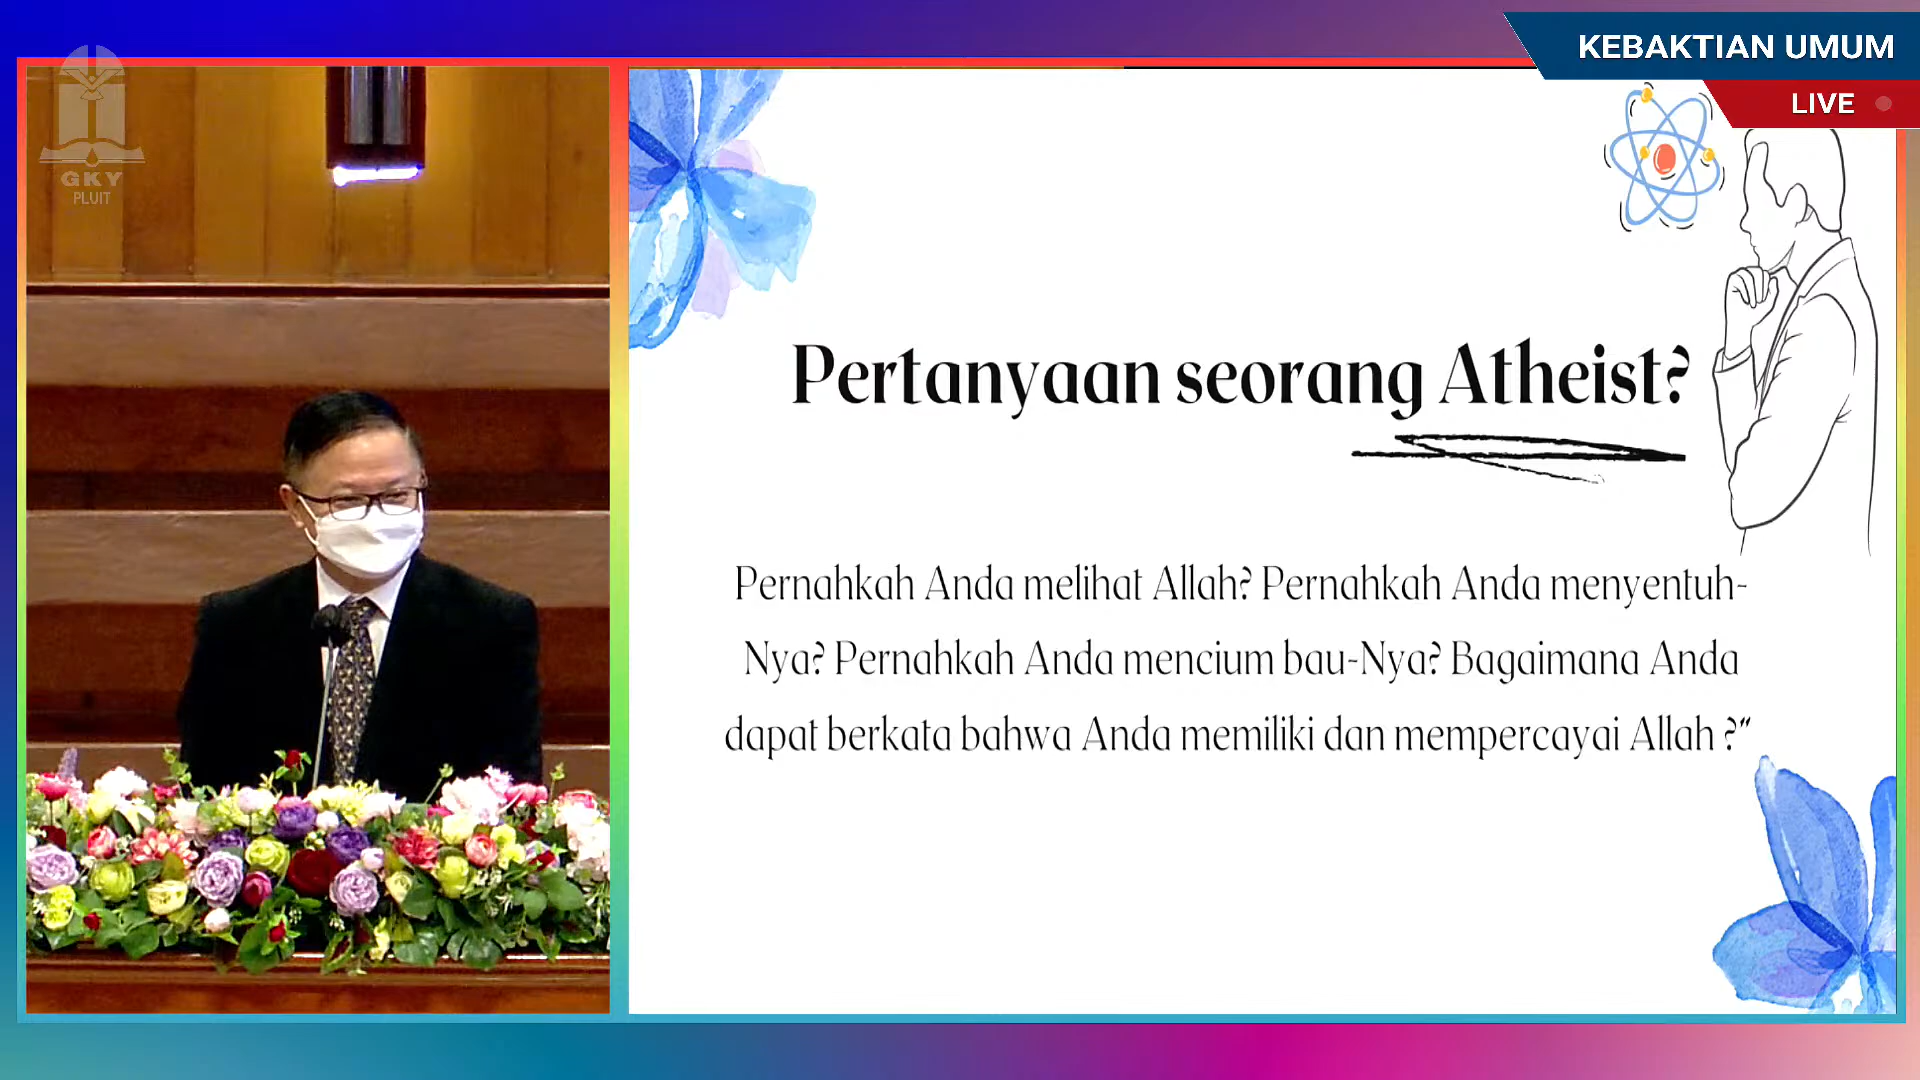 KEBAKTIAN UMUM
LIVE
GKY
PLUIT
Pertanyaan seorang Atheist?
Pernahkah Anda melihat Allah? Pernahkah Anda menyentuh-
Nya? Pernahkah Anda mencium bau-Nya? Bagaimana Anda
dapat berkata bahwa Anda memiliki dan mempercayai Allah ?"